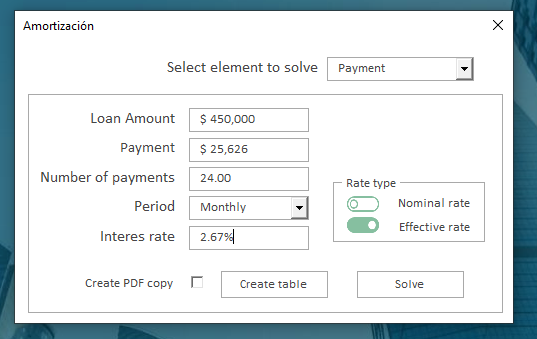 Amortización
Select element to solve Payment
Loan Amount $ 450,000
Payment $ 25,626
Number of payments 24.00
Rate type
Period Monthly Nominal rate
Interes rate 2.67% Effective rate
Create PDF copy Create table Solve